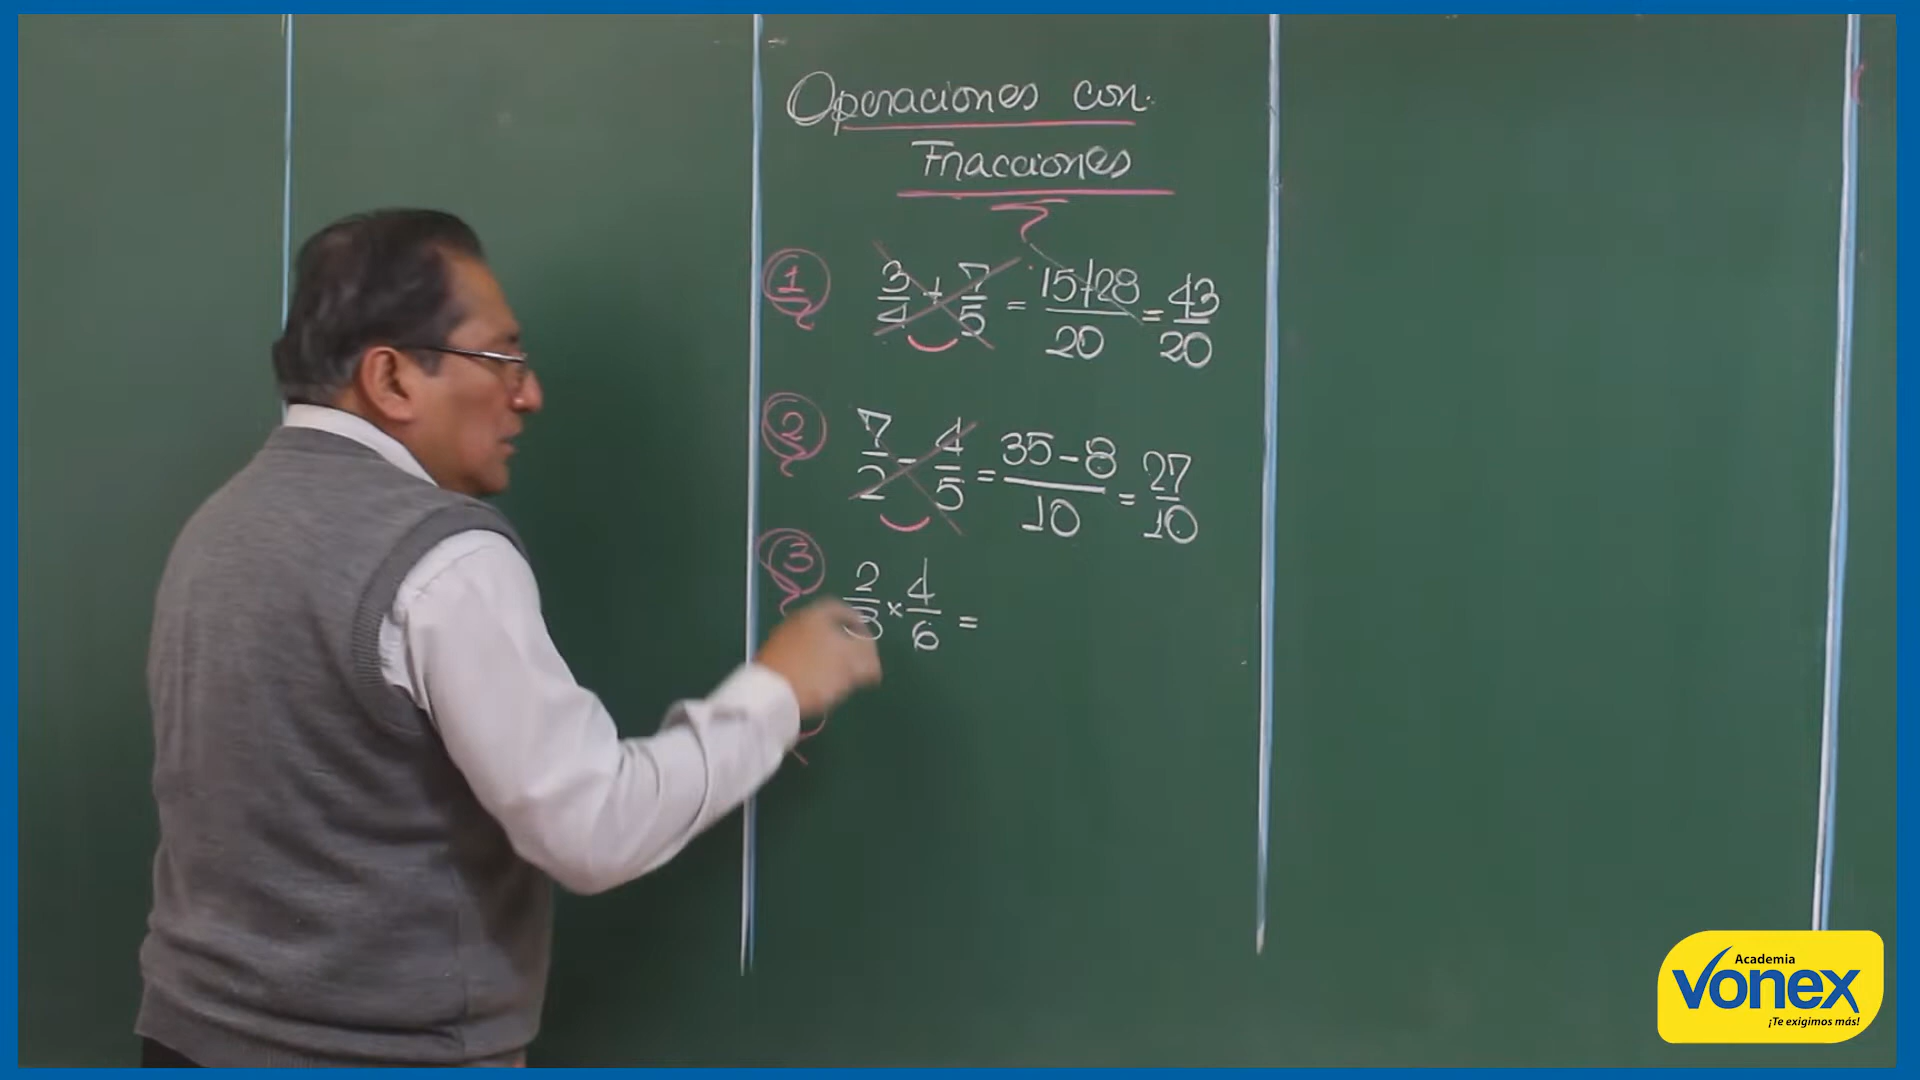 Operaciones con:
Fracciones
1 3/4 + 7/5 = 15+28/20 = 43/20
2 7/2 - 4/5 = 35-8/10 = 27/10
3 2/3 × 4/6 =
Academia
vonex
¡Te exigimos más!